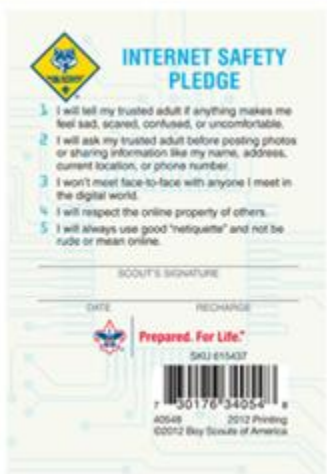 INTERNET SAFETY
PLEDGE
1 I will tell my trusted adult if anything makes me
feel sad, scared, confused, or uncomfortable.
2 I will ask my trusted adult before posting photos
or sharing information like my name, address,
current location, or phone number.
3 I won't meet face-to-face with anyone I meet in
the digital world.
4 I will respect the online property of others.
5 I will always use good "netiquette" and not be
rude or mean online.
SCOUT'S SIGNATURE
DATE RECHARGE
Prepared. For Life.™
SKU 615437
7 30176 34054 8
40548 2012 Printing
©2012 Boy Scouts of America